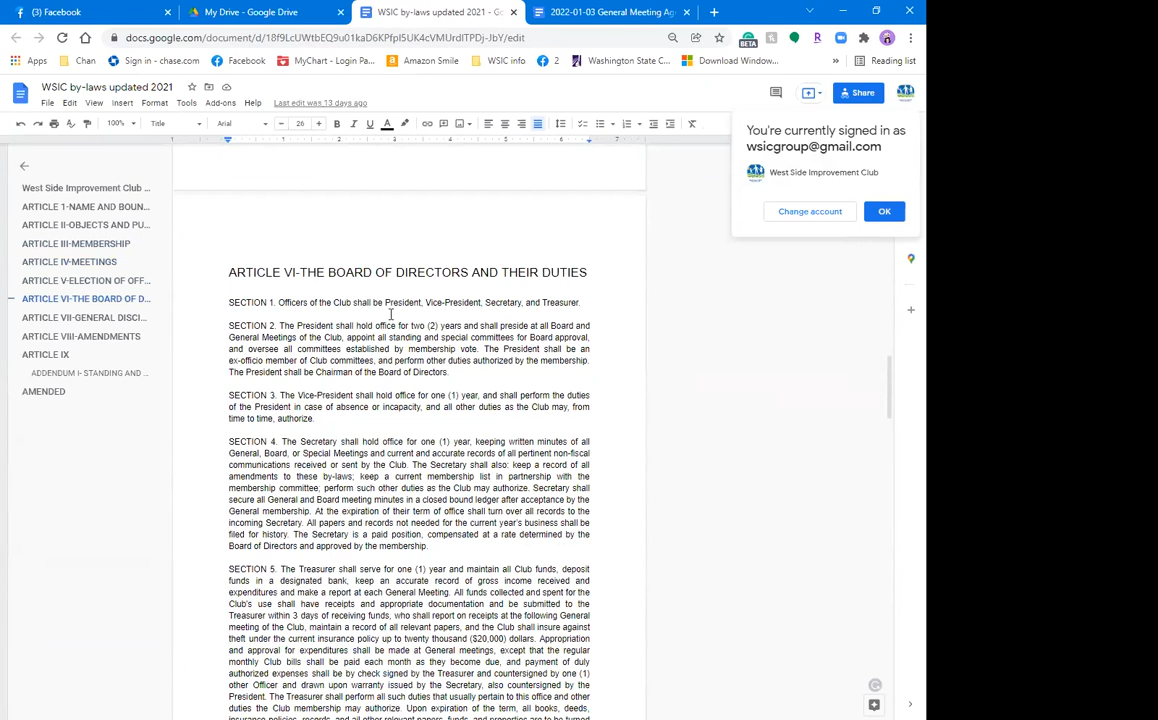 (3) Facebook
My Drive - Google Drive
WSIC by-laws updated 2021 - Go
2022-01-03 General Meeting Age
docs.google.com/document/d/18f9LcUWtbEQ9u01kaD6KPfpI5UK4cVMUrdITPDj-JbY/edit
BETA
R
Apps
Chan
Sign in - chase.com
Facebook
MyChart - Login Pa...
Amazon Smile
WSIC info
2
Washington State C...
Download Window...
»
Reading list
WSIC by-laws updated 2021
File Edit View Insert Format Tools Add-ons Help Last edit was 13 days ago
Share
100%
Title
Arial
26
B I U A
1 1 2 3 4 5 6 7
You're currently signed in as
wsicgroup@gmail.com
West Side Improvement Club
Change account
OK
West Side Improvement Club ...
ARTICLE 1-NAME AND BOUN...
ARTICLE II-OBJECTS AND PU...
ARTICLE III-MEMBERSHIP
ARTICLE IV-MEETINGS
ARTICLE V-ELECTION OF OFF...
ARTICLE VI-THE BOARD OF D...
ARTICLE VII-GENERAL DISCI...
ARTICLE VIII-AMENDMENTS
ARTICLE IX
ADDENDUM I- STANDING AND ...
AMENDED
ARTICLE VI-THE BOARD OF DIRECTORS AND THEIR DUTIES
SECTION 1. Officers of the Club shall be President, Vice-President, Secretary, and Treasurer.
SECTION 2. The President shall hold office for two (2) years and shall preside at all Board and
General Meetings of the Club, appoint all standing and special committees for Board approval,
and oversee all committees established by membership vote. The President shall be an
ex-officio member of Club committees, and perform other duties authorized by the membership.
The President shall be Chairman of the Board of Directors.
SECTION 3. The Vice-President shall hold office for one (1) year, and shall perform the duties
of the President in case of absence or incapacity, and all other duties as the Club may, from
time to time, authorize.
SECTION 4. The Secretary shall hold office for one (1) year, keeping written minutes of all
General, Board, or Special Meetings and current and accurate records of all pertinent non-fiscal
communications received or sent by the Club. The Secretary shall also: keep a record of all
amendments to these by-laws; keep a current membership list in partnership with the
membership committee; perform such other duties as the Club may authorize. Secretary shall
secure all General and Board meeting minutes in a closed bound ledger after acceptance by the
General membership. At the expiration of their term of office shall turn over all records to the
incoming Secretary. All papers and records not needed for the current year's business shall be
filed for history. The Secretary is a paid position, compensated at a rate determined by the
Board of Directors and approved by the membership.
SECTION 5. The Treasurer shall serve for one (1) year and maintain all Club funds, deposit
funds in a designated bank, keep an accurate record of gross income received and
expenditures and make a report at each General Meeting. All funds collected and spent for the
Club's use shall have receipts and appropriate documentation and be submitted to the
Treasurer within 3 days of receiving funds, who shall report on receipts at the following General
meeting of the Club, maintain a record of all relevant papers, and the Club shall insure against
theft under the current insurance policy up to twenty thousand ($20,000) dollars. Appropriation
and approval for expenditures shall be made at General meetings, except that the regular
monthly Club bills shall be paid each month as they become due, and payment of duly
authorized expenses shall be by check signed by the Treasurer and countersigned by one (1)
other Officer and drawn upon warranty issued by the Secretary, also countersigned by the
President. The Treasurer shall perform all such duties that usually pertain to this office and other
duties the Club membership may authorize. Upon expiration of the term, all books, deeds,
insurance policies, records, and all other relevant papers, funds, and properties are to be turned